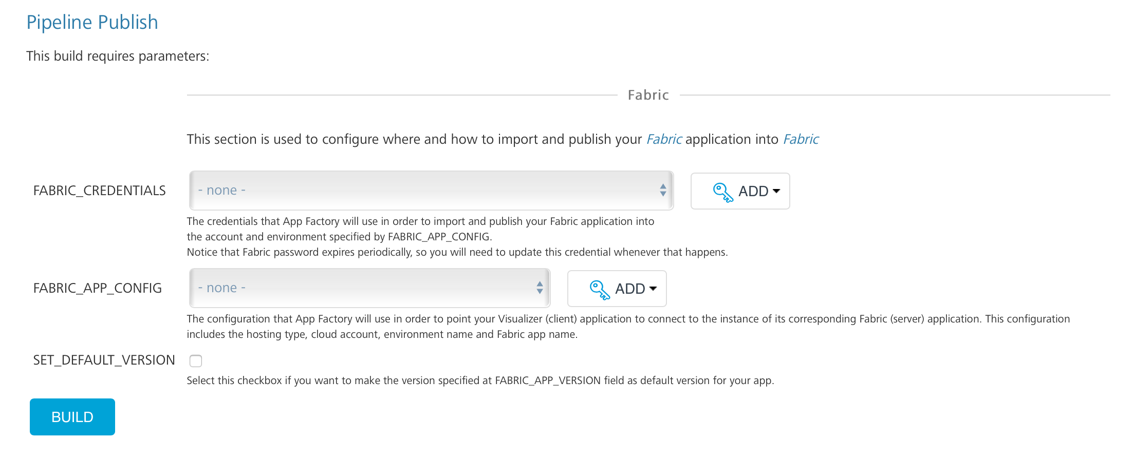 Pipeline Publish
This build requires parameters:
Fabric
This section is used to configure where and how to import and publish your Fabric application into Fabric
FABRIC_CREDENTIALS
- none -
ADD
The credentials that App Factory will use in order to import and publish your Fabric application into
the account and environment specified by FABRIC_APP_CONFIG.
Notice that Fabric password expires periodically, so you will need to update this credential whenever that happens.
FABRIC_APP_CONFIG
- none -
ADD
The configuration that App Factory will use in order to point your Visualizer (client) application to connect to the instance of its corresponding Fabric (server) application. This configuration
includes the hosting type, cloud account, environment name and Fabric app name.
SET_DEFAULT_VERSION
Select this checkbox if you want to make the version specified at FABRIC_APP_VERSION field as default version for your app.
BUILD